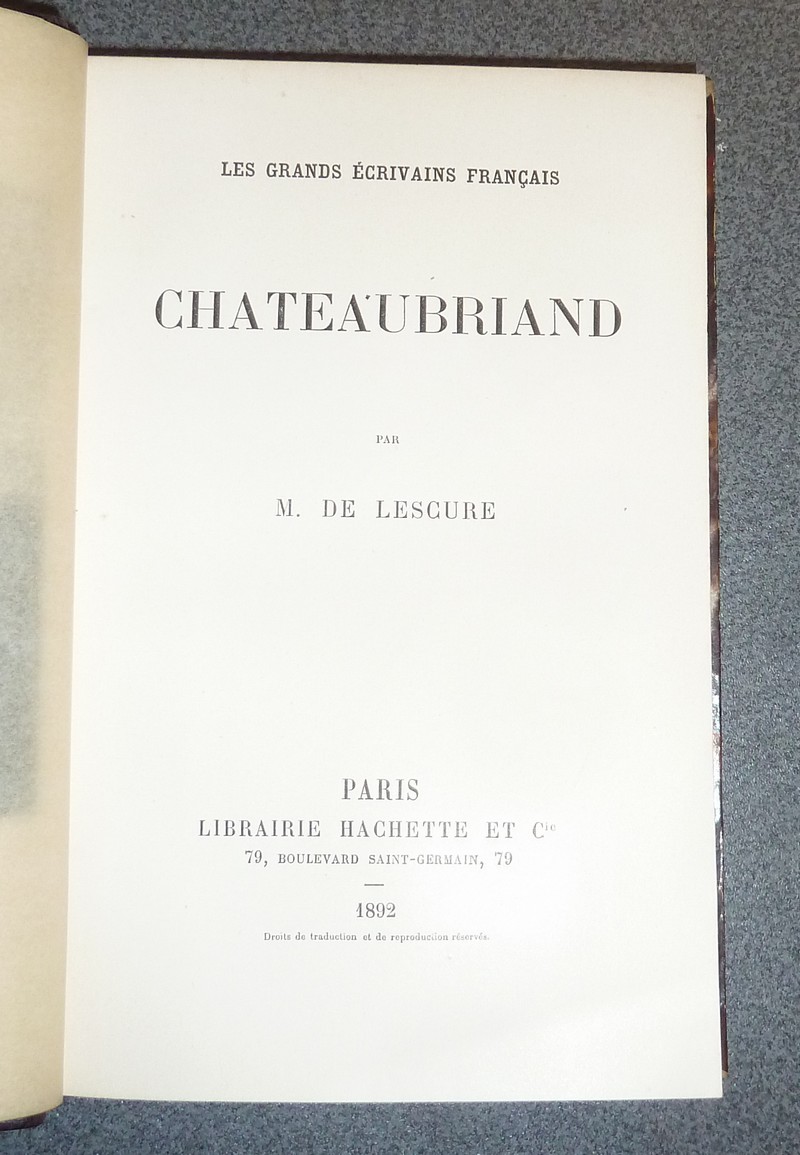 LES GRANDS ÉCRIVAINS FRANÇAIS
CHATEAUBRIAND
PAR
M. DE LESCURE
PARIS
LIBRAIRIE HACHETTE ET Cie
79, BOULEVARD SAINT-GERMAIN, 79
1892
Droits de traduction et de reproduction réservés.